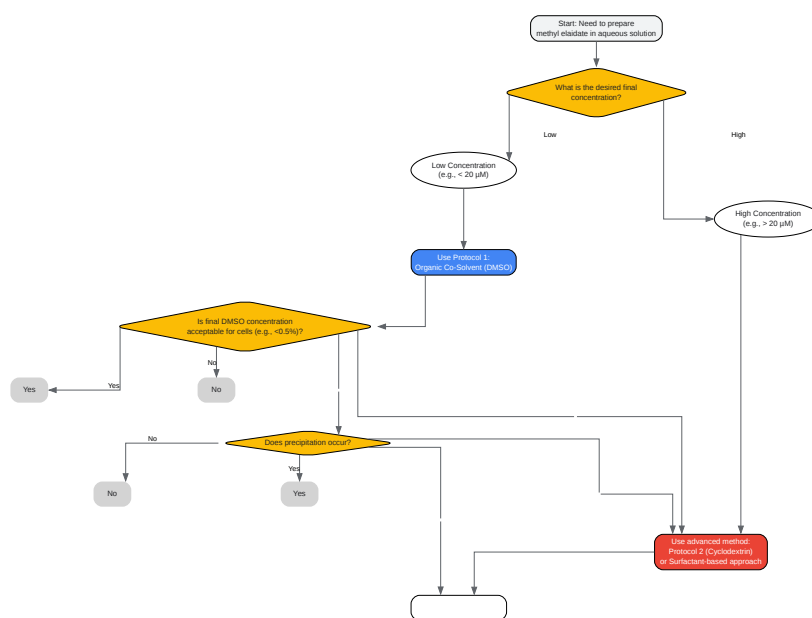 Start: Need to prepare
methyl elaidate in aqueous solution
What is the desired final
concentration?
Low
High
Low Concentration
(e.g., < 20 µM)
High Concentration
(e.g., > 20 µM)
Use Protocol 1:
Organic Co-Solvent (DMSO)
Is final DMSO concentration
acceptable for cells (e.g., <0.5%)?
No
Yes
Yes
No
No
Does precipitation occur?
Yes
No
Yes
Use advanced method:
Protocol 2 (Cyclodextrin)
or Surfactant-based approach